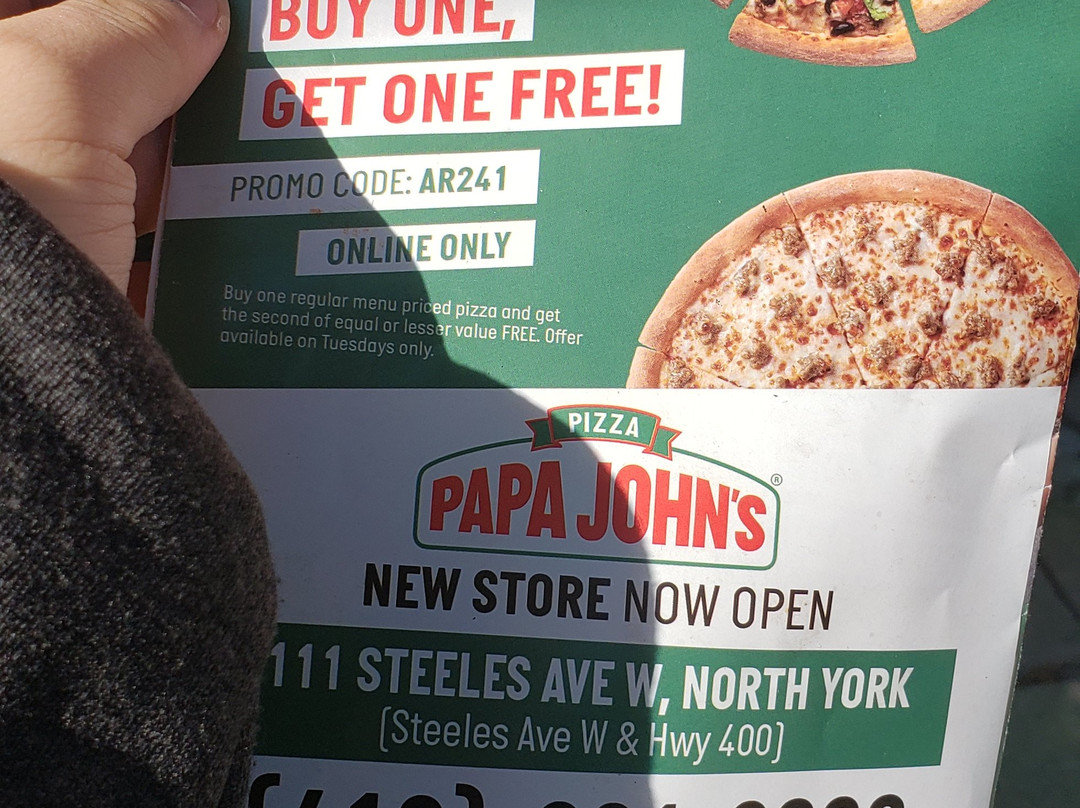 BUY ONE,
GET ONE FREE!
PROMO CODE: AR241
ONLINE ONLY
Buy one regular menu priced pizza and get
the second of equal or lesser value FREE. Offer
available on Tuesdays only.
PIZZA
PAPA JOHN'S®
NEW STORE NOW OPEN
111 STEELES AVE W, NORTH YORK
(Steeles Ave W & Hwy 400)